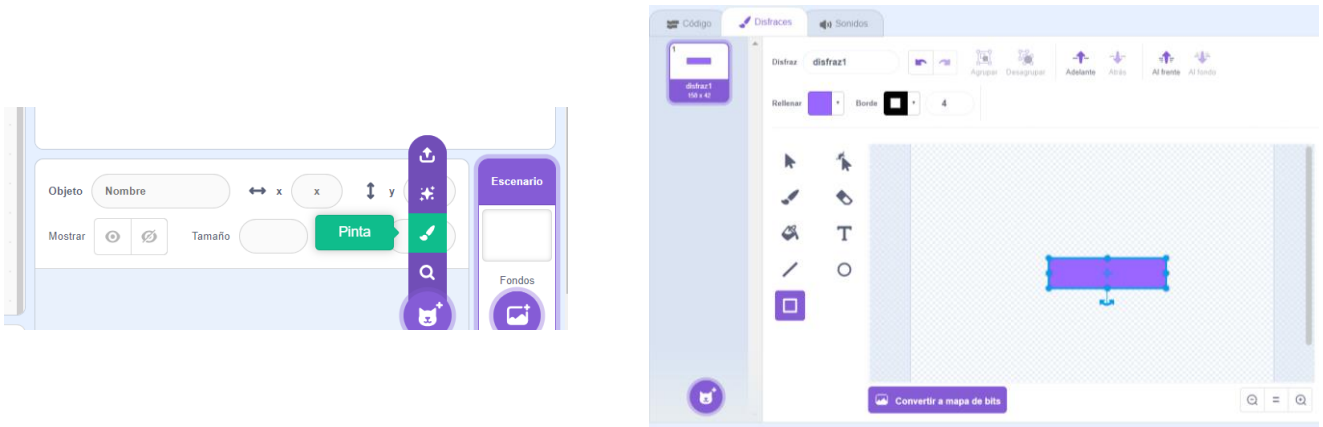 Objeto Nombre x x y
Mostrar Tamaño Pinta
Escenario
Fondos
Código Disfraces Sonidos
1
disfraz1
158 x 42
Disfraz disfraz1 Agrupar Desagrupar Adelante Atrás Al frente Al fondo
Rellenar Borde 4
T
Convertir a mapa de bits
=